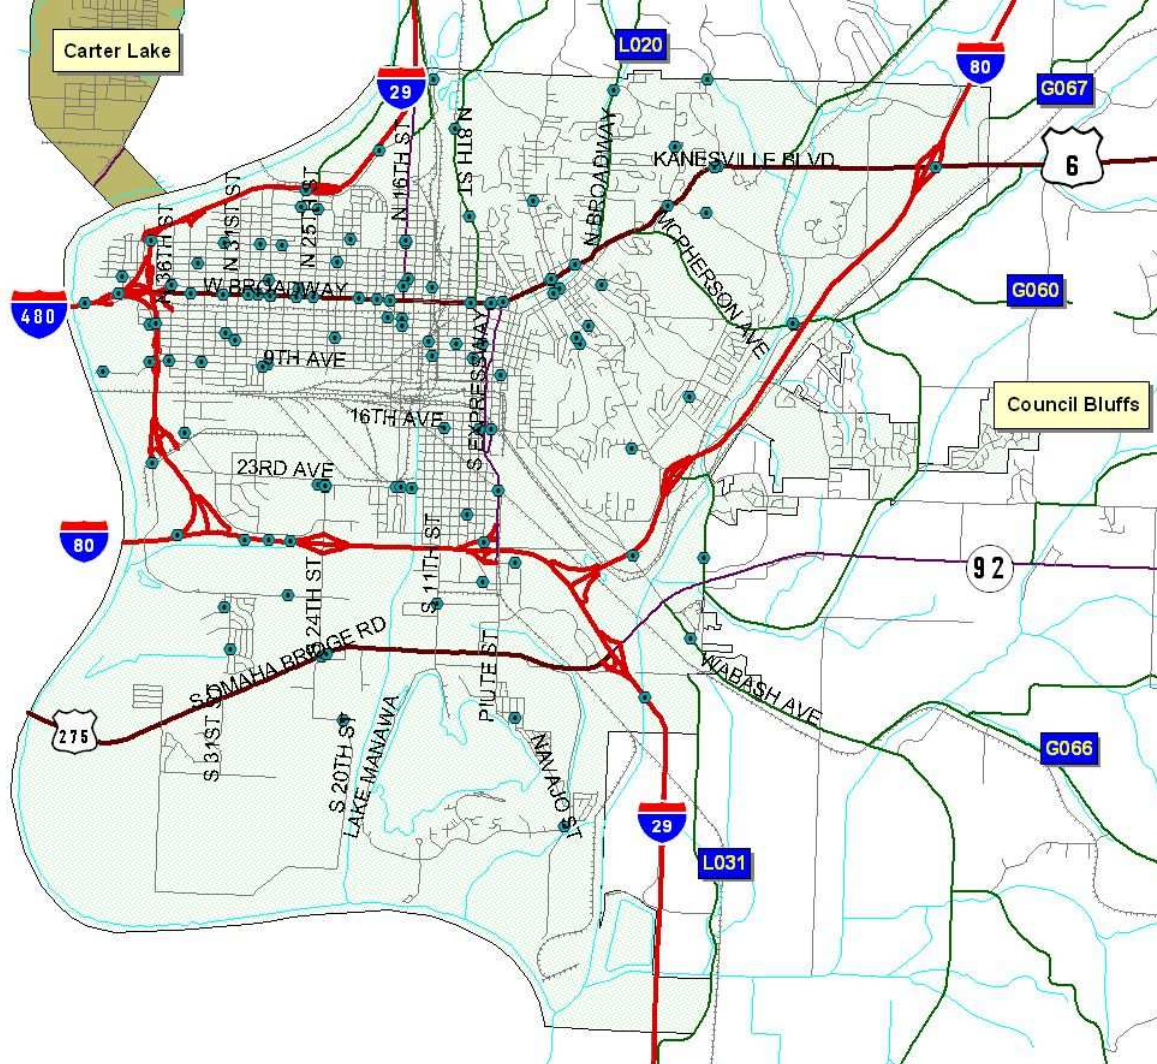 L020
Carter Lake
80
29
G067
N 16TH ST
N 8TH ST
N BROADWAY
KANESVILLE BLVD
6
N 31ST ST
N 25TH ST
36TH ST
MCPHERSON AVE
W BROADWAY
G060
480
S EXPRESSWAY
9TH AVE
Council Bluffs
16TH AVE
23RD AVE
80
S 11TH ST
92
S 24TH ST
S OMAHA BRIDGE RD
PIUTE ST
WABASH AVE
275
S 31ST S
S 20TH ST
LAKE MANAWA
NAVAJO ST
G066
29
L031